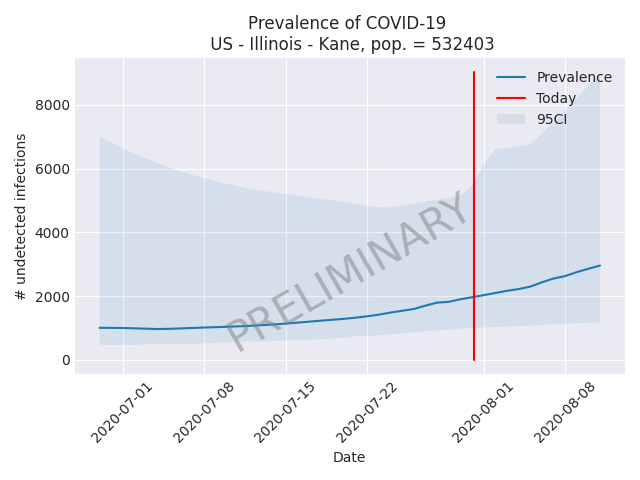 Prevalence of COVID-19
US - Illinois - Kane, pop. = 532403
Prevalence
Today
95CI
8000
6000
4000
2000
0
# undetected infections
PRELIMINARY
2020-07-01
2020-07-08
2020-07-15
2020-07-22
2020-08-01
2020-08-08
Date